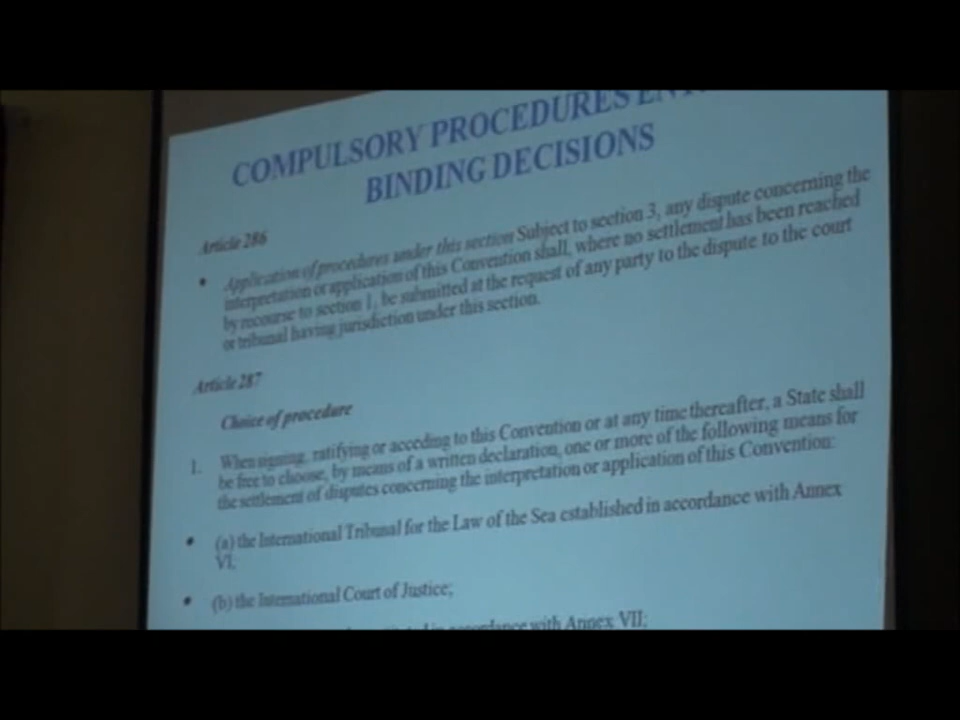 COMPULSORY PROCEDURES
BINDING DECISIONS
Article 286
• Application of procedures under this section Subject to section 3, any dispute concerning the
interpretation or application of this Convention shall, where no settlement has been reached
by recourse to section 1, be submitted at the request of any party to the dispute to the court
or tribunal having jurisdiction under this section.
Article 287
Choice of procedure
1. When signing, ratifying or acceding to this Convention or at any time thereafter, a State shall
be free to choose, by means of a written declaration, one or more of the following means for
the settlement of disputes concerning the interpretation or application of this Convention:
• (a) the International Tribunal for the Law of the Sea established in accordance with Annex
VI;
• (b) the International Court of Justice;
in accordance with Annex VII;